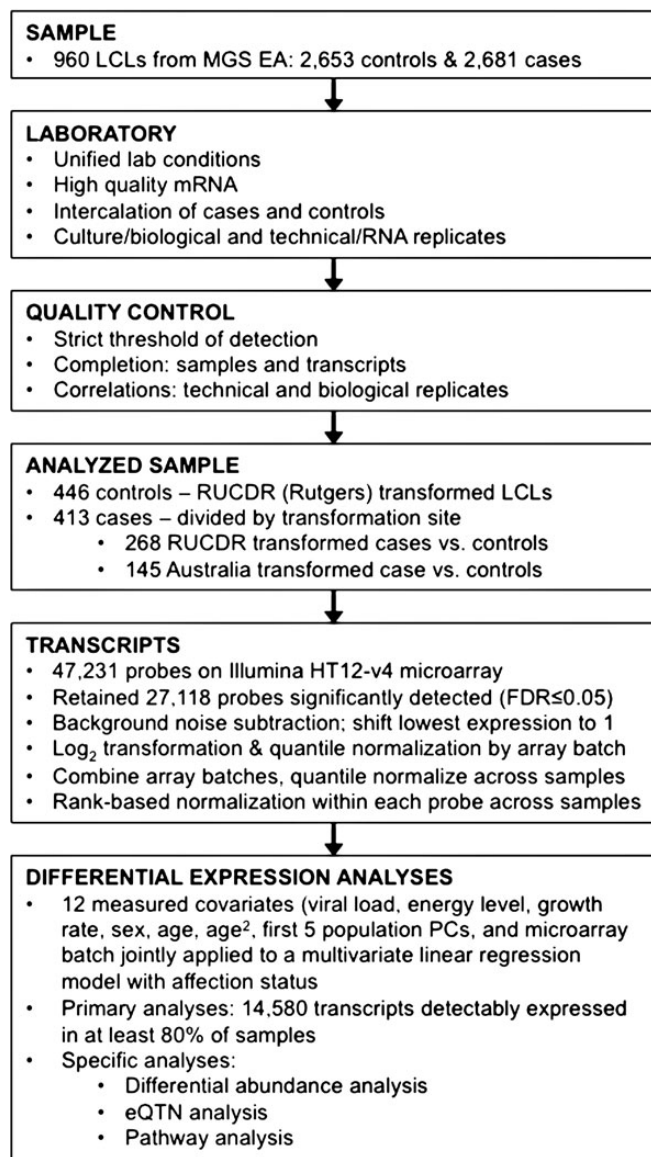 SAMPLE
• 960 LCLs from MGS EA: 2,653 controls & 2,681 cases
LABORATORY
• Unified lab conditions
• High quality mRNA
• Intercalation of cases and controls
• Culture/biological and technical/RNA replicates
QUALITY CONTROL
• Strict threshold of detection
• Completion: samples and transcripts
• Correlations: technical and biological replicates
ANALYZED SAMPLE
• 446 controls – RUCDR (Rutgers) transformed LCLs
• 413 cases – divided by transformation site
• 268 RUCDR transformed cases vs. controls
• 145 Australia transformed case vs. controls
TRANSCRIPTS
• 47,231 probes on Illumina HT12-v4 microarray
• Retained 27,118 probes significantly detected (FDR≤0.05)
• Background noise subtraction; shift lowest expression to 1
• Log₂ transformation & quantile normalization by array batch
• Combine array batches, quantile normalize across samples
• Rank-based normalization within each probe across samples
DIFFERENTIAL EXPRESSION ANALYSES
• 12 measured covariates (viral load, energy level, growth
rate, sex, age, age², first 5 population PCs, and microarray
batch jointly applied to a multivariate linear regression
model with affection status
• Primary analyses: 14,580 transcripts detectably expressed
in at least 80% of samples
• Specific analyses:
• Differential abundance analysis
• eQTN analysis
• Pathway analysis